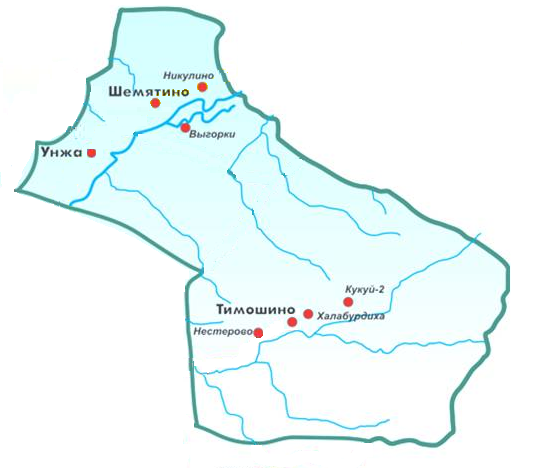 Никулино
Шемятино
Выгорки
Унжа
Кукуй-2
Тимошино
Халабурдиха
Нестерово